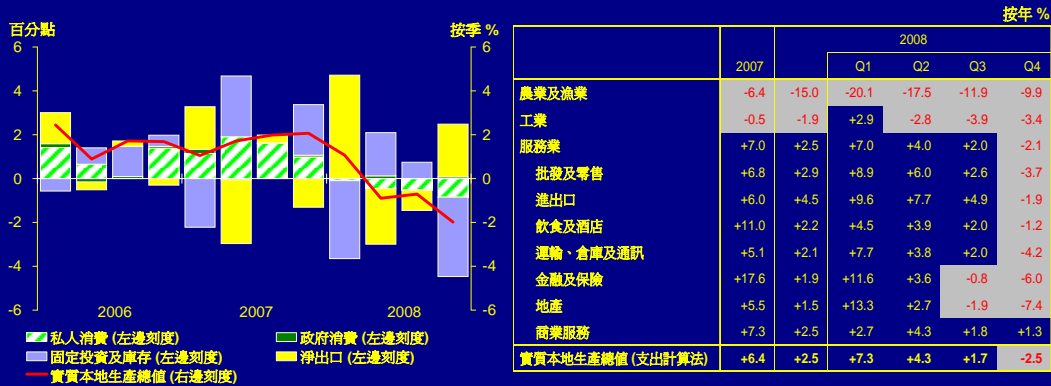 百分點 按季 %
6 6
4 4
2 2
0 0
-2 -2
-4 -4
-6 -6
2006 2007 2008
私人消費 (左邊刻度) 政府消費 (左邊刻度)
固定投資及庫存 (左邊刻度) 淨出口 (左邊刻度)
實質本地生產總值 (右邊刻度)
按年 %
2008
2007 Q1 Q2 Q3 Q4
農業及漁業 -6.4 -15.0 -20.1 -17.5 -11.9 -9.9
工業 -0.5 -1.9 +2.9 -2.8 -3.9 -3.4
服務業 +7.0 +2.5 +7.0 +4.0 +2.0 -2.1
批發及零售 +6.8 +2.9 +8.9 +6.0 +2.6 -3.7
進出口 +6.0 +4.5 +9.6 +7.7 +4.9 -1.9
飲食及酒店 +11.0 +2.2 +4.5 +3.9 +2.0 -1.2
運輸、倉庫及通訊 +5.1 +2.1 +7.7 +3.8 +2.0 -4.2
金融及保險 +17.6 +1.9 +11.6 +3.6 -0.8 -6.0
地產 +5.5 +1.5 +13.3 +2.7 -1.9 -7.4
商業服務 +7.3 +2.5 +2.7 +4.3 +1.8 +1.3
實質本地生產總值 (支出計算法) +6.4 +2.5 +7.3 +4.3 +1.7 -2.5